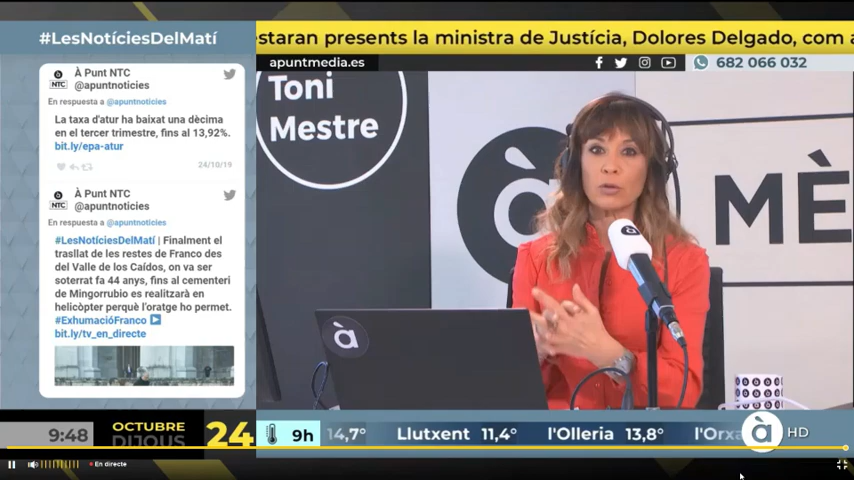 #LesNotíciesDelMatí
estaran presents la ministra de Justícia, Dolores Delgado, com a
apuntmedia.es
682 066 032
À Punt NTC
@apuntnoticies
En respuesta a @apuntnoticies
La taxa d'atur ha baixat una dècima
en el tercer trimestre, fins al 13,92%.
bit.ly/epa-atur
24/10/19
À Punt NTC
@apuntnoticies
En respuesta a @apuntnoticies
#LesNotíciesDelMatí | Finalment el
trasllat de les restes de Franco des
del Valle de los Caídos, on va ser
soterrat fa 44 anys, fins al cementeri
de Mingorrubio es realitzarà en
helicòpter perquè l'oratge ho permet.
#ExhumacióFranco
bit.ly/tv_en_directe
à NTC
à NTC
Toni
Mestre
à MÈ
à
à
9:48
OCTUBRE
DIJOUS
24
9h
14,7° Llutxent 11,4° l'Olleria 13,8° l'Orxa
à HD
En directe